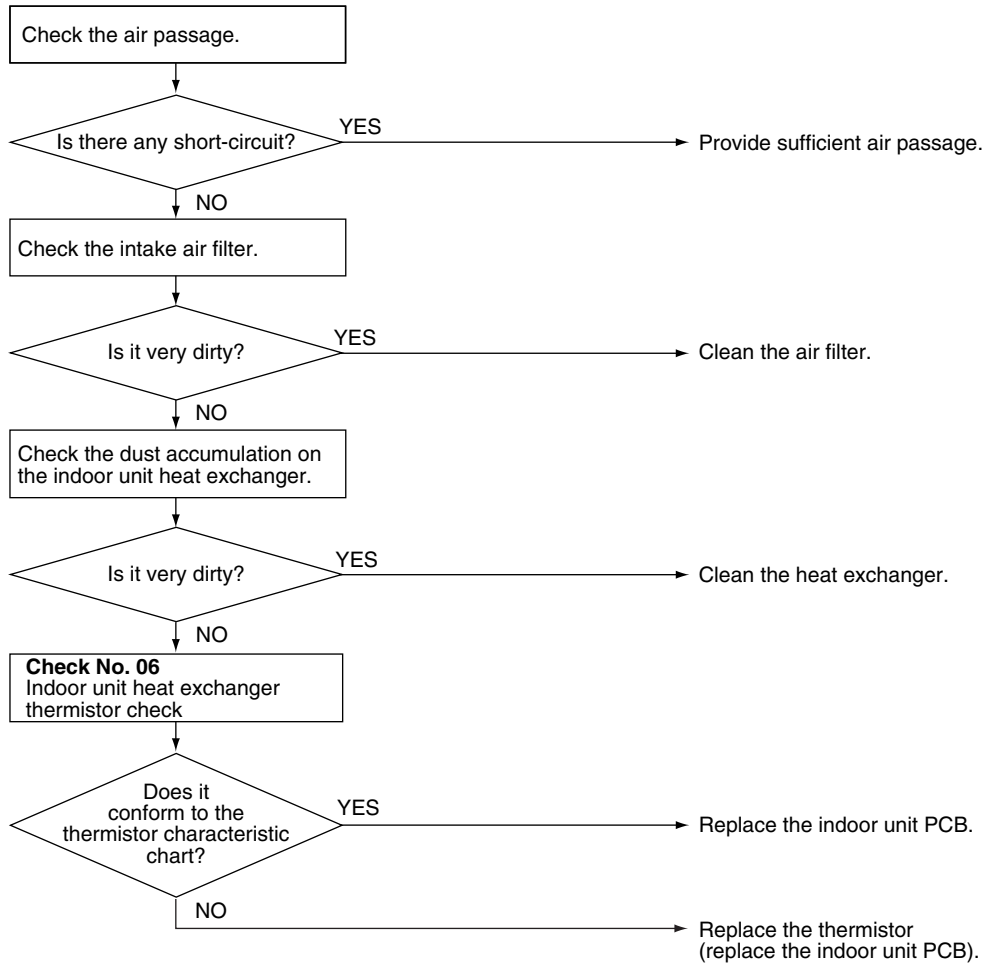 Check the air passage.
Is there any short-circuit?
YES
Provide sufficient air passage.
NO
Check the intake air filter.
Is it very dirty?
YES
Clean the air filter.
NO
Check the dust accumulation on
the indoor unit heat exchanger.
Is it very dirty?
YES
Clean the heat exchanger.
NO
Check No. 06
Indoor unit heat exchanger
thermistor check
Does it
conform to the
thermistor characteristic
chart?
YES
Replace the indoor unit PCB.
NO
Replace the thermistor
(replace the indoor unit PCB).